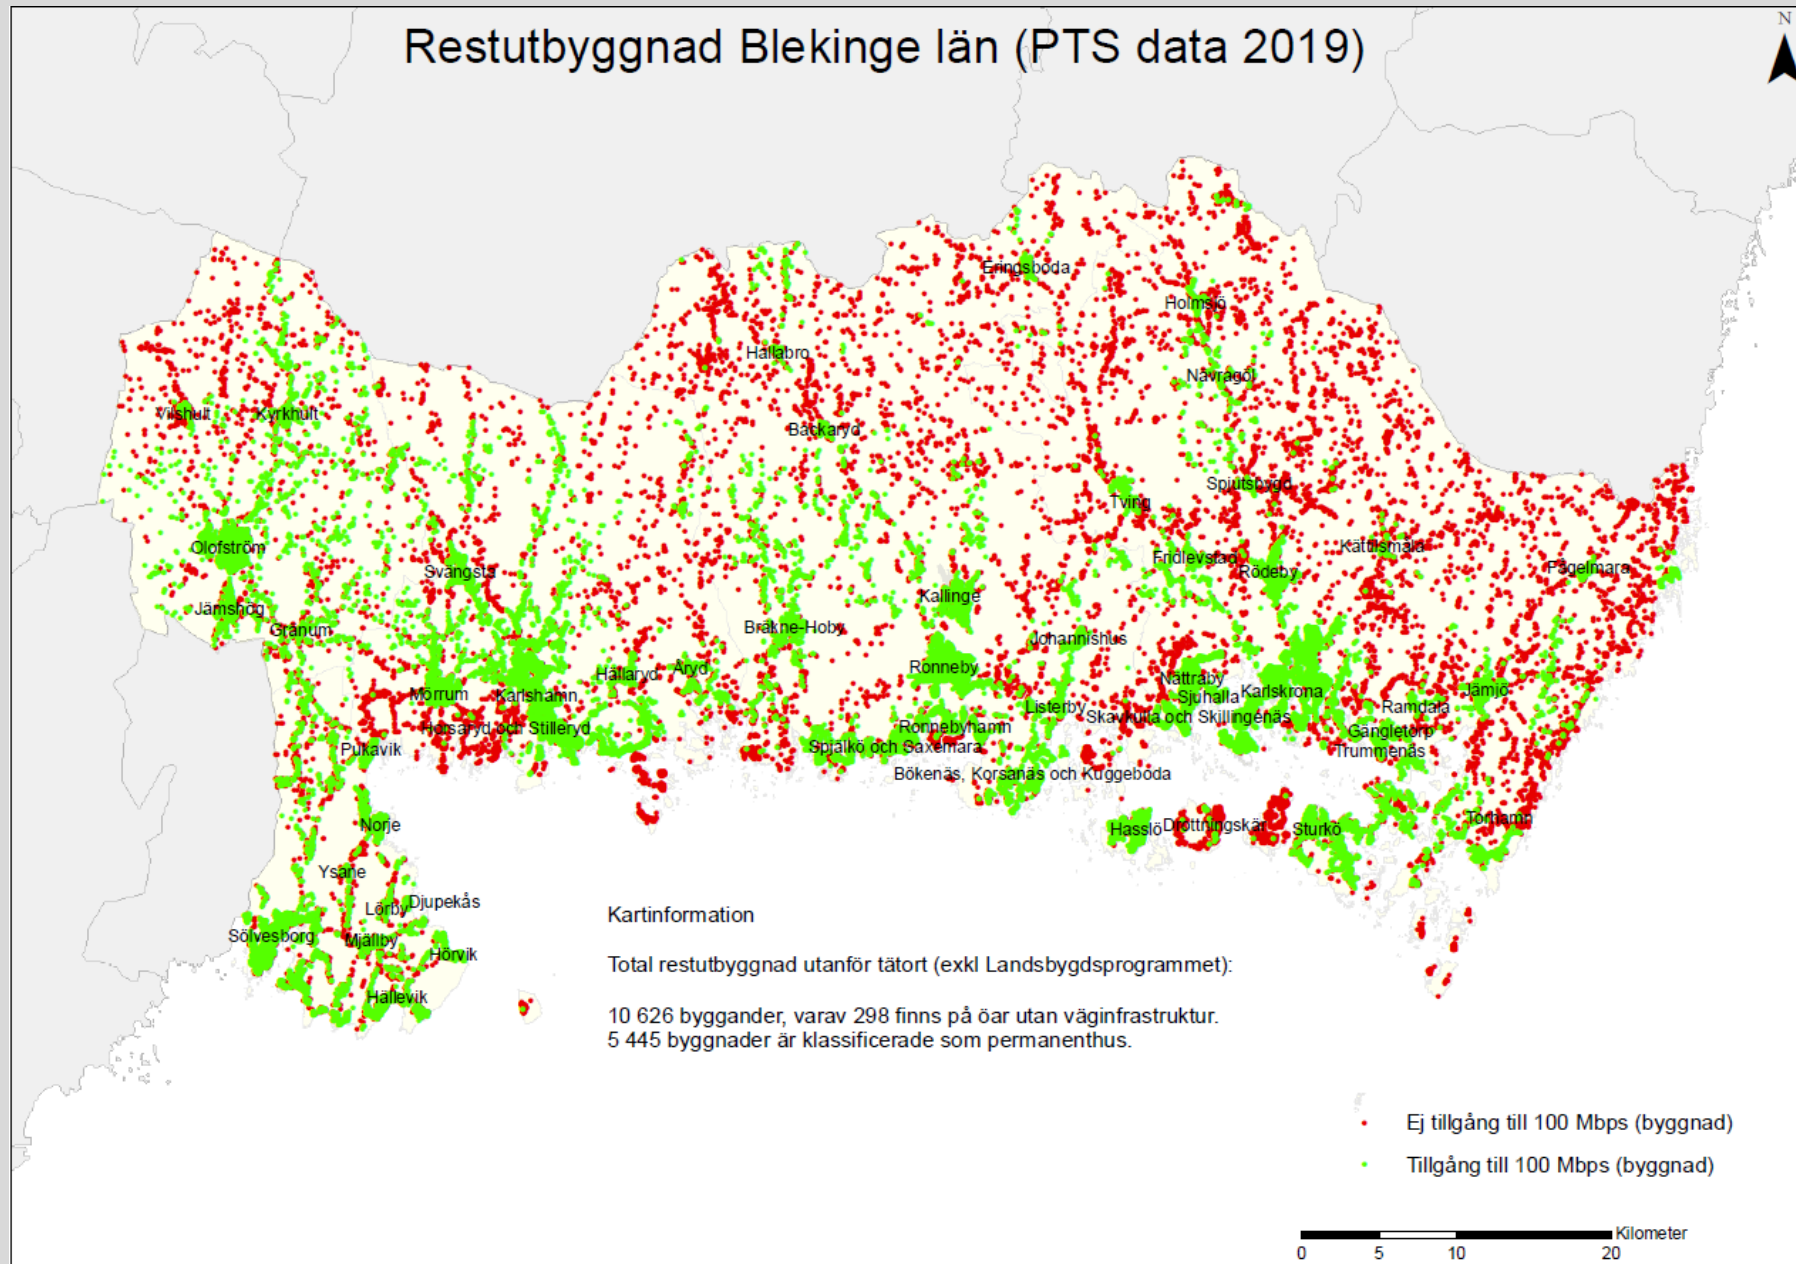 Restutbyggnad Blekinge län (PTS data 2019)
N
Eringsboda
Holmsjö
Hallabro
Navragöl
Vilshult
Kyrkhult
Backaryd
Spjutsbygd
Tving
Olofström
Kättilsmåla
Fridlevstad
Fågelmara
Svängsta
Rödeby
Kallinge
Jämshög
Gränum
Bräkne-Hoby
Johannishus
Hällaryd
Åryd
Ronneby
Nättraby
Mörrum
Karlshamn
Sjuhalla
Karlskrona
Jämjö
Listerby
Ramdala
Skavkulla och Skillingenäs
Horsaryd och Stilleryd
Ronnebyhamn
Gängletorp
Pukavik
Spjälkö och Saxemara
Trummenäs
Bökenäs, Korsanäs och Kuggeboda
Norje
Hasslö
Drottningskär
Sturkö
Torhamn
Ysane
Lörby
Djupekås
Sölvesborg
Mjällby
Hörvik
Hällevik
Kartinformation
Total restutbyggnad utanför tätort (exkl Landsbygdsprogrammet):
10 626 byggander, varav 298 finns på öar utan väginfrastruktur.
5 445 byggnader är klassificerade som permanenthus.
Ej tillgång till 100 Mbps (byggnad)
Tillgång till 100 Mbps (byggnad)
Kilometer
0 5 10 20